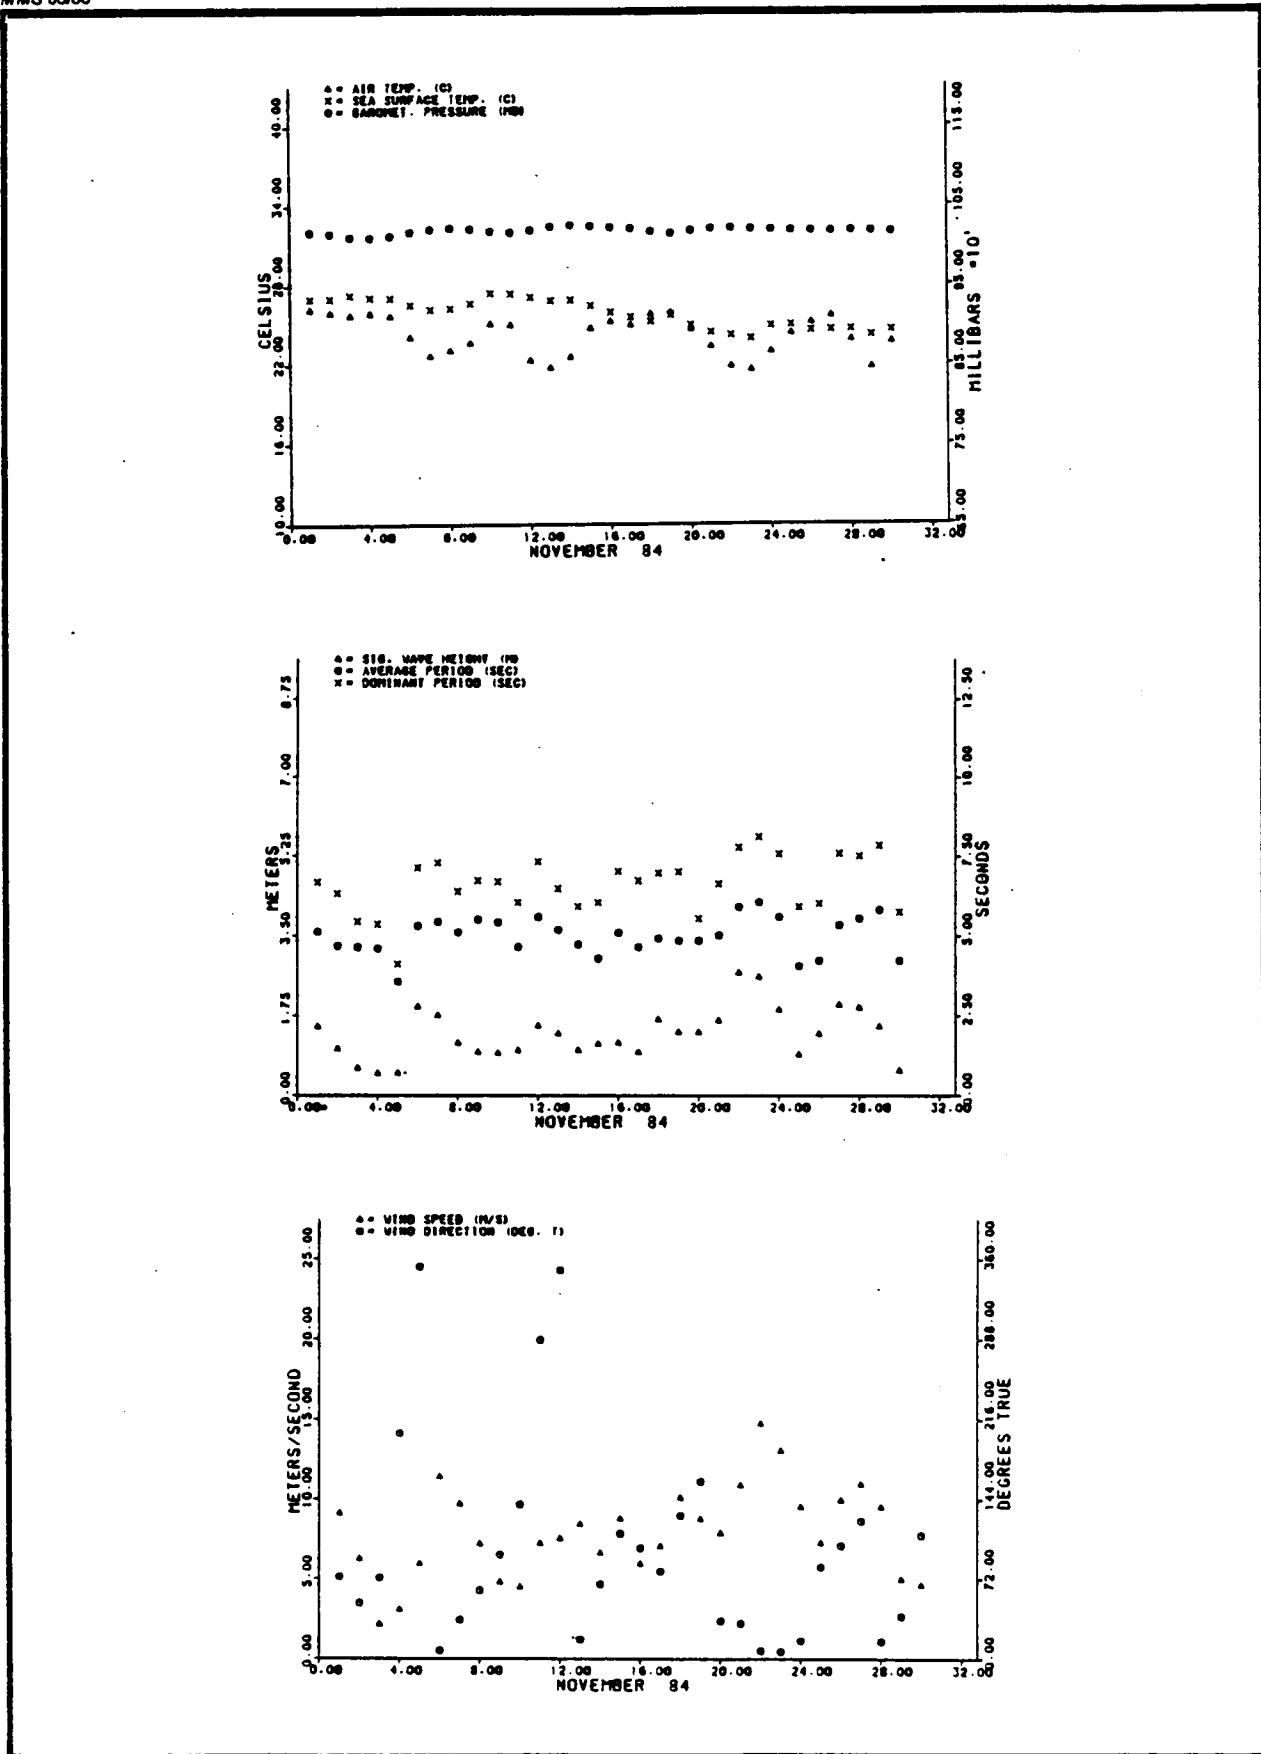 ▲ = AIR TEMP. (C)
x = SEA SURFACE TEMP. (C)
● = BAROMET. PRESSURE (MB)
40.00
34.00
28.00
22.00
16.00
10.00
CELSIUS
115.00
105.00
95.00
85.00
75.00
65.00
MILLIBARS *10¹
0.00 4.00 8.00 12.00 16.00 20.00 24.00 28.00 32.00
NOVEMBER 84
▲ = SIG. WAVE HEIGHT (M)
● = AVERAGE PERIOD (SEC)
x = DOMINANT PERIOD (SEC)
8.75
7.00
5.25
3.50
1.75
0.00
METERS
12.50
10.00
7.50
5.00
2.50
0.00
SECONDS
0.00 4.00 8.00 12.00 16.00 20.00 24.00 28.00 32.00
NOVEMBER 84
▲ = WIND SPEED (M/S)
● = WIND DIRECTION (DEG. T)
25.00
20.00
15.00
10.00
5.00
0.00
METERS/SECOND
360.00
288.00
216.00
144.00
72.00
0.00
DEGREES TRUE
0.00 4.00 8.00 12.00 16.00 20.00 24.00 28.00 32.00
NOVEMBER 84